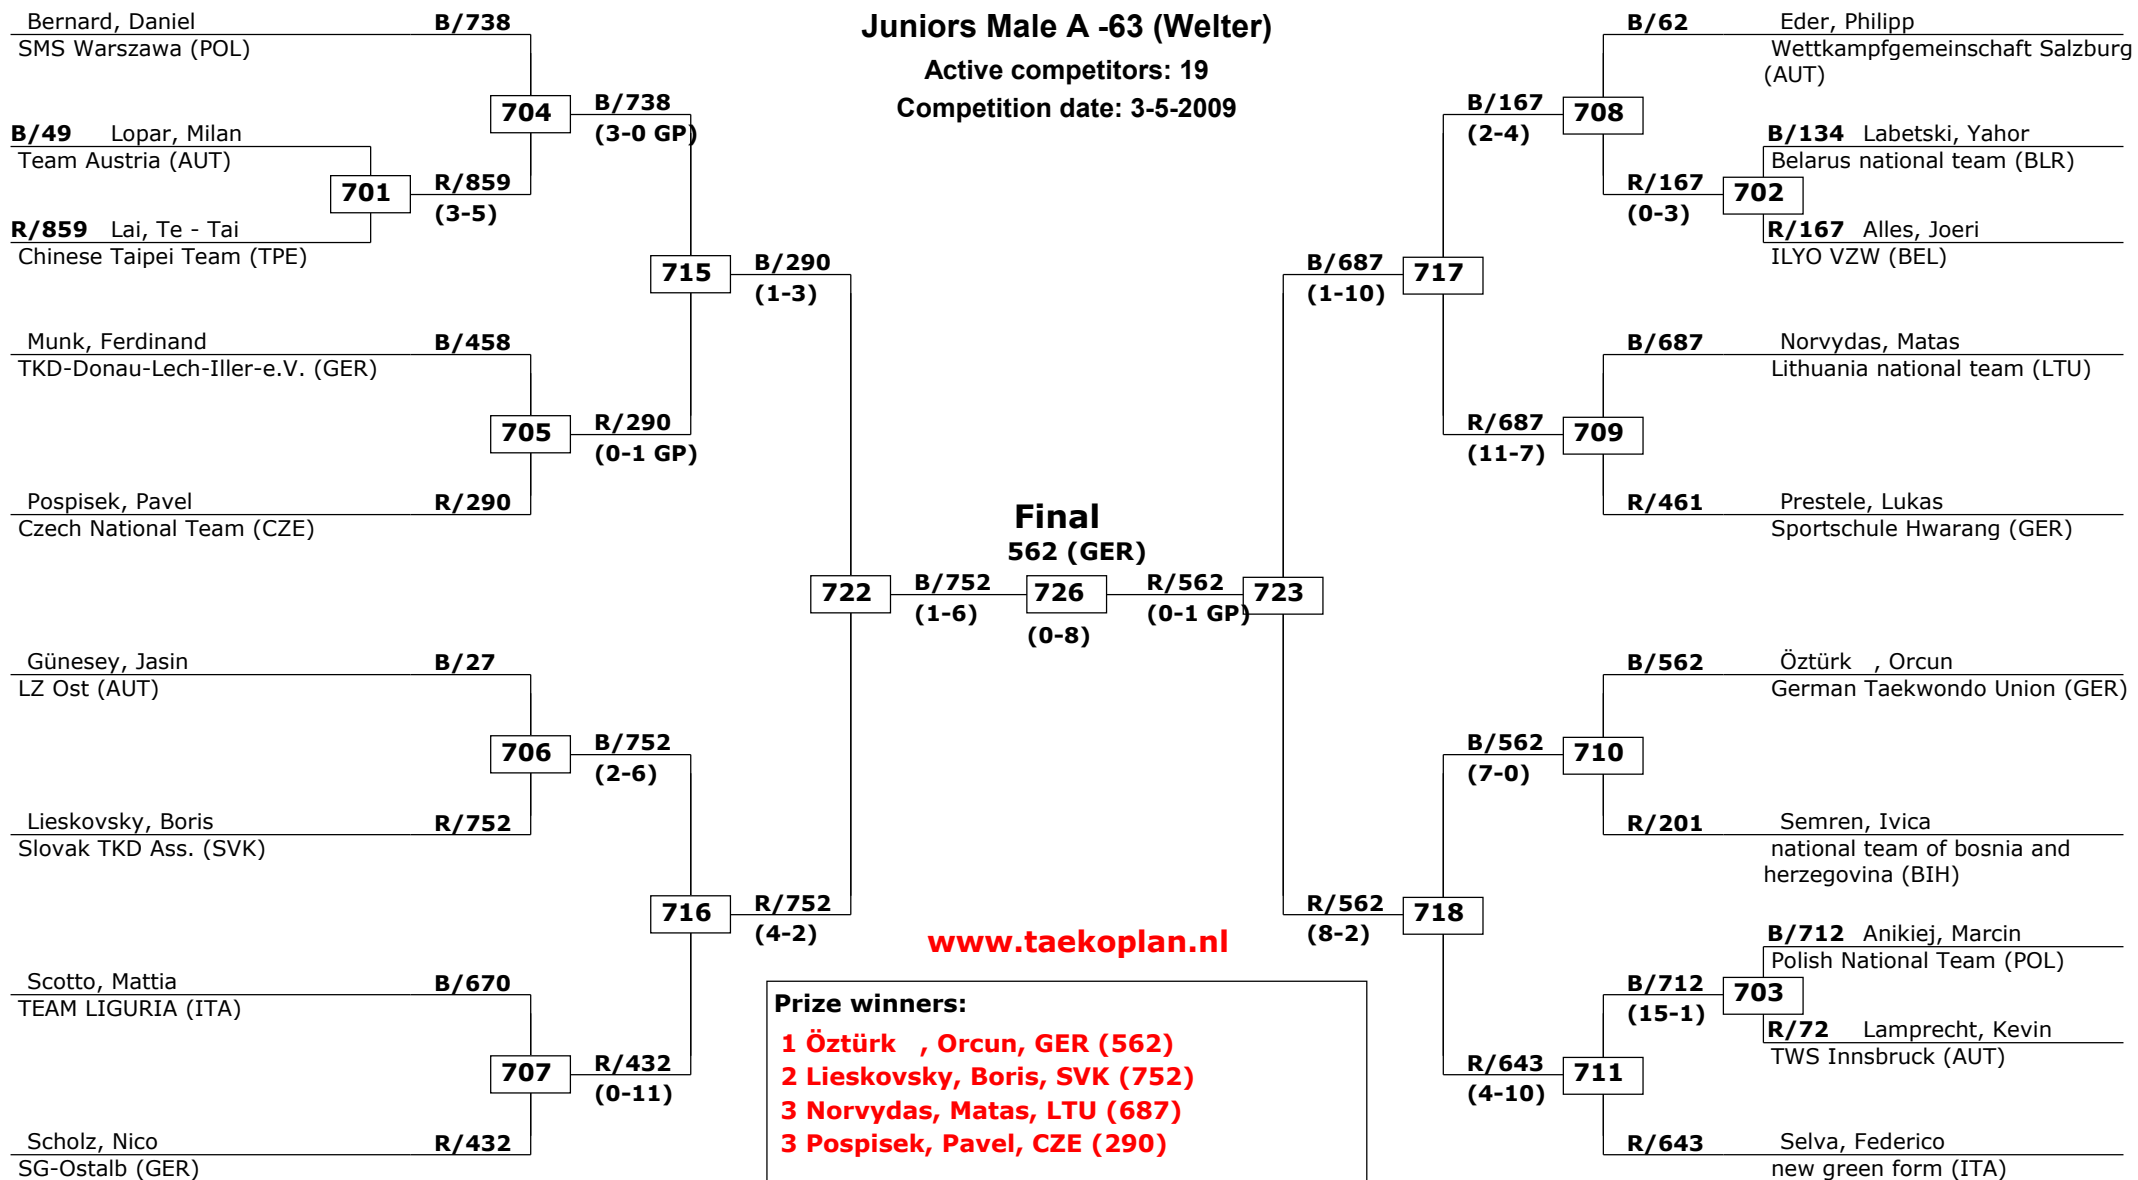 Juniors Male A -63 (Welter)
Active competitors: 19
Competition date: 3-5-2009
Bernard, Daniel B/738
SMS Warszawa (POL)
B/49 Lopar, Milan
Team Austria (AUT)
R/859 Lai, Te - Tai
Chinese Taipei Team (TPE)
701
R/859
(3-5)
704
B/738
(3-0 GP)
Munk, Ferdinand B/458
TKD-Donau-Lech-Iller-e.V. (GER)
Pospisek, Pavel R/290
Czech National Team (CZE)
705
R/290
(0-1 GP)
715
B/290
(1-3)
Günesey, Jasin B/27
LZ Ost (AUT)
Lieskovsky, Boris R/752
Slovak TKD Ass. (SVK)
706
B/752
(2-6)
Scotto, Mattia B/670
TEAM LIGURIA (ITA)
Scholz, Nico R/432
SG-Ostalb (GER)
707
R/432
(0-11)
716
R/752
(4-2)
722
B/752
(1-6)
Final
562 (GER)
726
(0-8)
R/562
(0-1 GP)
723
B/687
(1-10)
717
B/167
(2-4)
708
B/62 Eder, Philipp
Wettkampfgemeinschaft Salzburg
(AUT)
R/167
(0-3)
702
B/134 Labetski, Yahor
Belarus national team (BLR)
R/167 Alles, Joeri
ILYO VZW (BEL)
R/687
(11-7)
709
B/687 Norvydas, Matas
Lithuania national team (LTU)
R/461 Prestele, Lukas
Sportschule Hwarang (GER)
R/562
(8-2)
718
B/562
(7-0)
710
B/562 Öztürk , Orcun
German Taekwondo Union (GER)
R/201 Semren, Ivica
national team of bosnia and
herzegovina (BIH)
R/643
(4-10)
711
B/712
(15-1)
703
B/712 Anikiej, Marcin
Polish National Team (POL)
R/72 Lamprecht, Kevin
TWS Innsbruck (AUT)
R/643 Selva, Federico
new green form (ITA)
www.taekoplan.nl
Prize winners:
1 Öztürk , Orcun, GER (562)
2 Lieskovsky, Boris, SVK (752)
3 Norvydas, Matas, LTU (687)
3 Pospisek, Pavel, CZE (290)